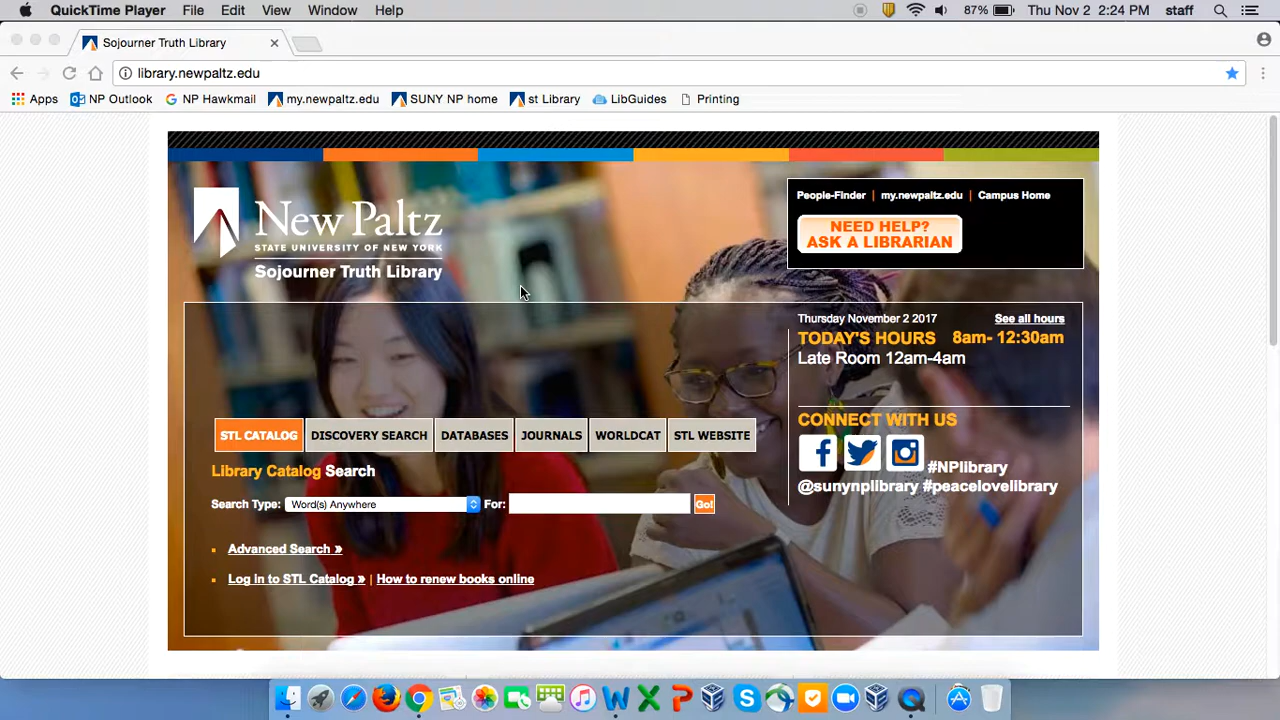 QuickTime Player File Edit View Window Help 87% Thu Nov 2 2:24 PM staff
Sojourner Truth Library
library.newpaltz.edu
Apps NP Outlook NP Hawkmail my.newpaltz.edu SUNY NP home st Library LibGuides Printing
People-Finder | my.newpaltz.edu | Campus Home
NEED HELP?
ASK A LIBRARIAN
New Paltz
STATE UNIVERSITY OF NEW YORK
Sojourner Truth Library
Thursday November 2 2017 See all hours
TODAY'S HOURS 8am- 12:30am
Late Room 12am-4am
CONNECT WITH US
#NPlibrary
@sunynplibrary #peacelovelibrary
STL CATALOG DISCOVERY SEARCH DATABASES JOURNALS WORLDCAT STL WEBSITE
Library Catalog Search
Search Type: Word(s) Anywhere For: Go!
Advanced Search »
Log in to STL Catalog » | How to renew books online